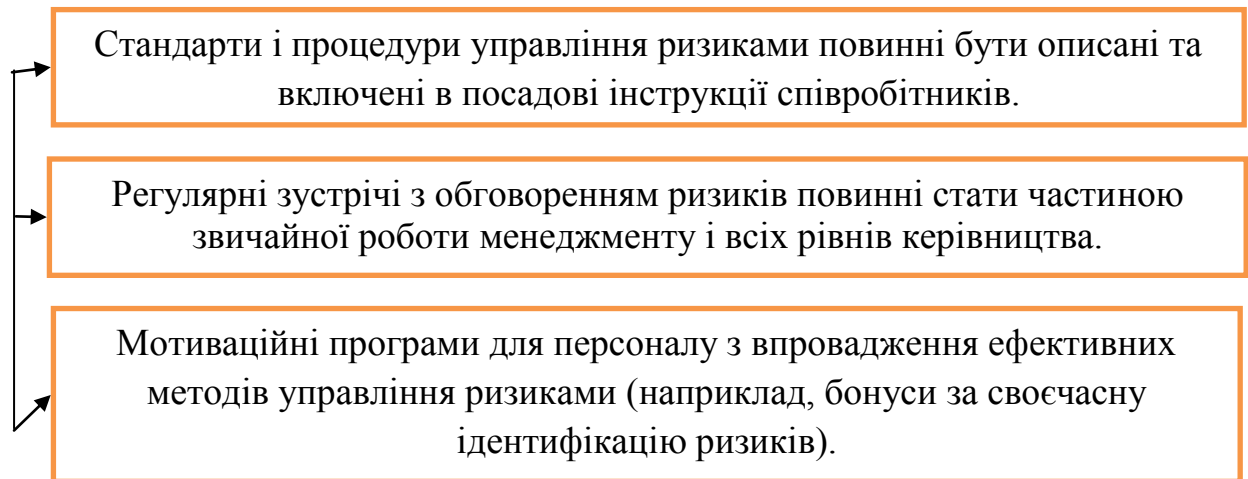 Стандарти і процедури управління ризиками повинні бути описані та
включені в посадові інструкції співробітників.
Регулярні зустрічі з обговоренням ризиків повинні стати частиною
звичайної роботи менеджменту і всіх рівнів керівництва.
Мотиваційні програми для персоналу з впровадження ефективних
методів управління ризиками (наприклад, бонуси за своєчасну
ідентифікацію ризиків).